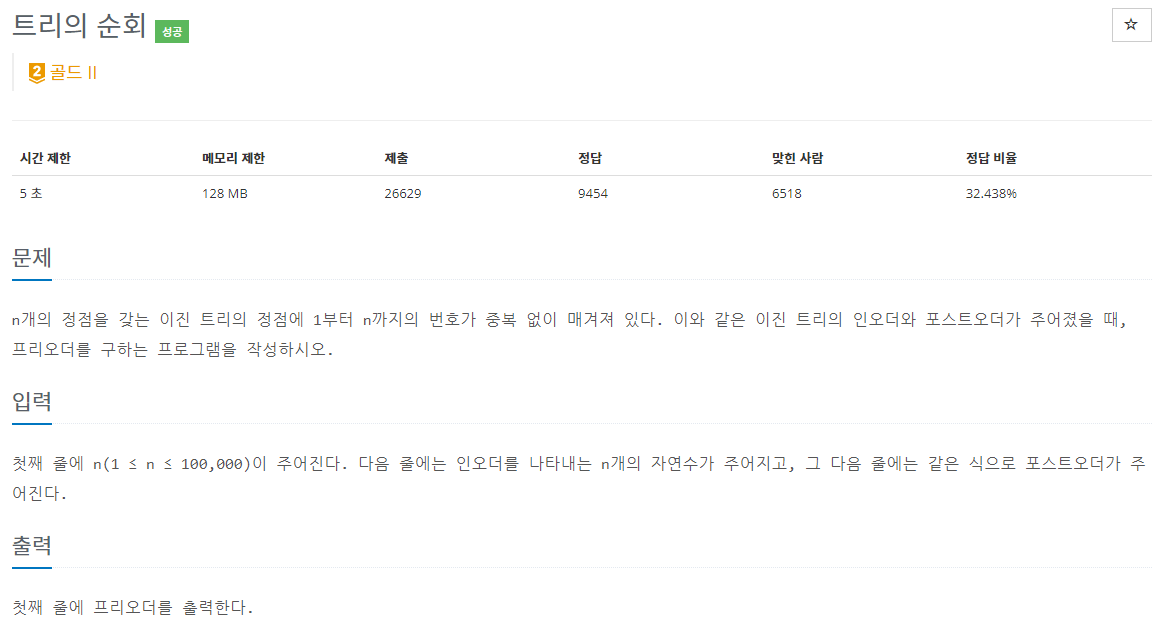 트리의 순회 성공
☆
2 골드 II
시간 제한 메모리 제한 제출 정답 맞힌 사람 정답 비율
5 초 128 MB 26629 9454 6518 32.438%
문제
n개의 정점을 갖는 이진 트리의 정점에 1부터 n까지의 번호가 중복 없이 매겨져 있다. 이와 같은 이진 트리의 인오더와 포스트오더가 주어졌을 때,
프리오더를 구하는 프로그램을 작성하시오.
입력
첫째 줄에 n(1 ≤ n ≤ 100,000)이 주어진다. 다음 줄에는 인오더를 나타내는 n개의 자연수가 주어지고, 그 다음 줄에는 같은 식으로 포스트오더가 주
어진다.
출력
첫째 줄에 프리오더를 출력한다.